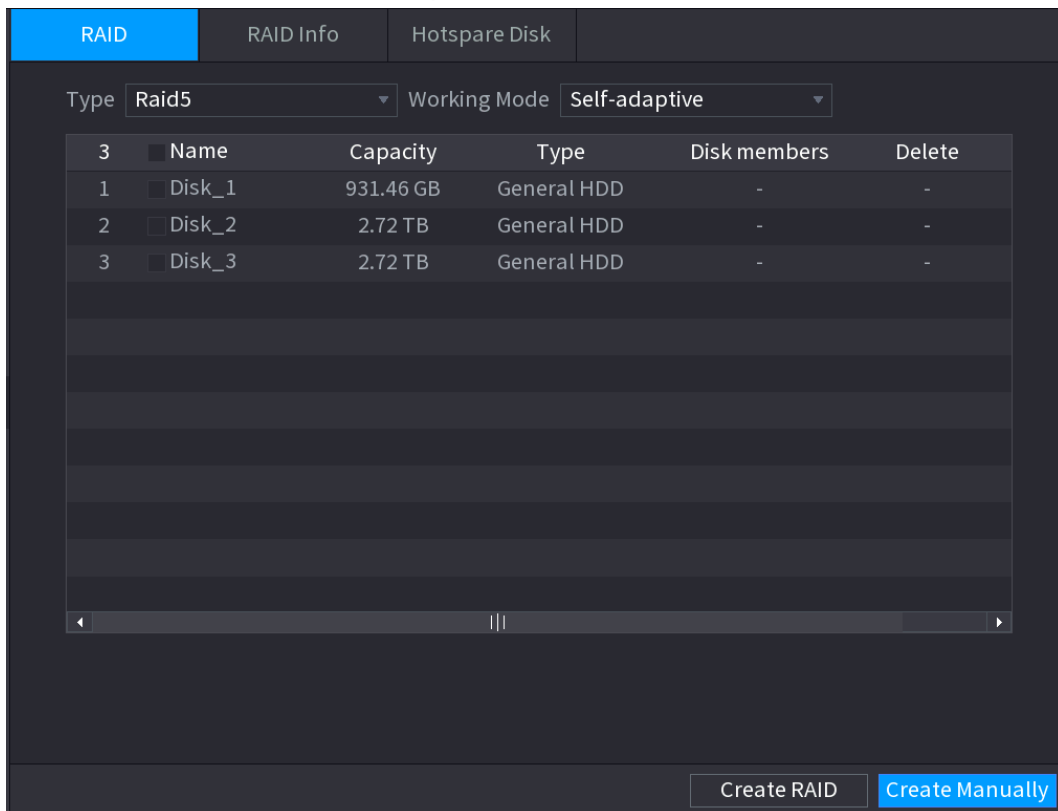 RAID RAID Info Hotspare Disk
Type Raid5 Working Mode Self-adaptive
3 Name Capacity Type Disk members Delete
1 Disk_1 931.46 GB General HDD - -
2 Disk_2 2.72 TB General HDD - -
3 Disk_3 2.72 TB General HDD - -
Create RAID Create Manually